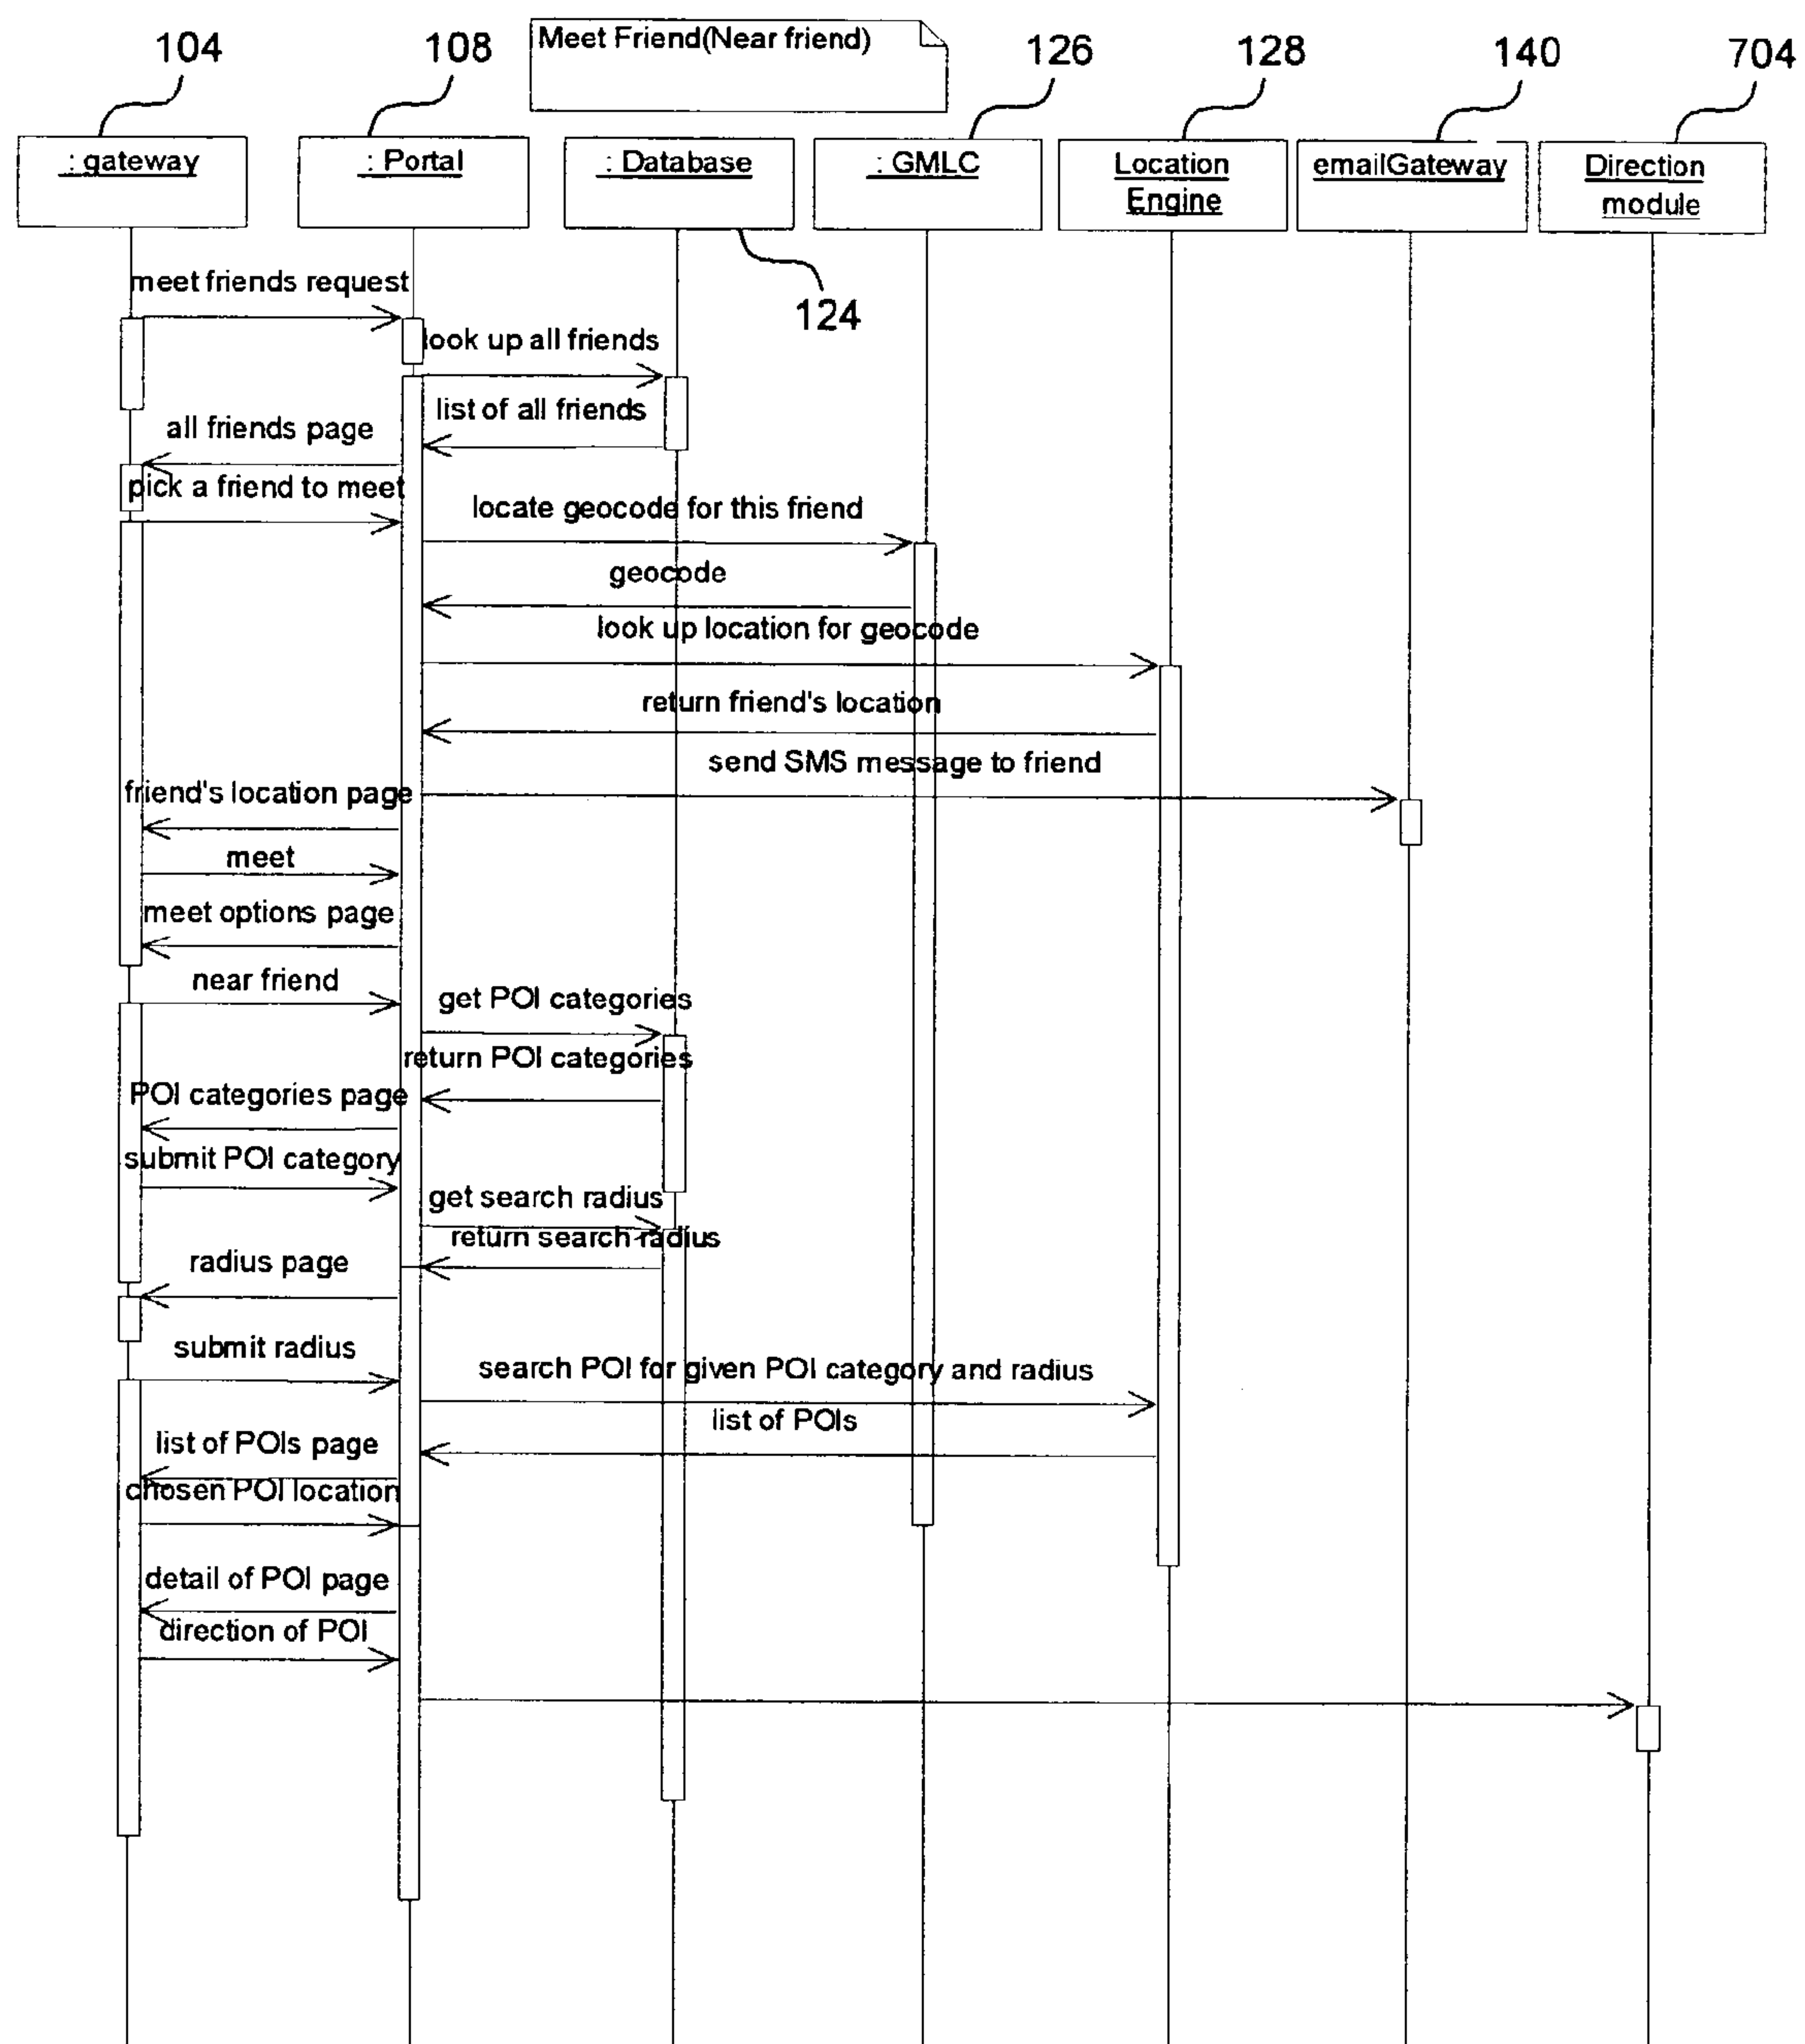 104
108
Meet Friend(Near friend)
126
128
140
704
: gateway
: Portal
: Database
: GMLC
Location
Engine
emailGateway
Direction
module
124
meet friends request
look up all friends
list of all friends
all friends page
pick a friend to meet
locate geocode for this friend
geocode
look up location for geocode
return friend's location
send SMS message to friend
friend's location page
meet
meet options page
near friend
get POI categories
return POI categories
POI categories page
submit POI category
get search radius
return search radius
radius page
submit radius
search POI for given POI category and radius
list of POIs
list of POIs page
chosen POI location
detail of POI page
direction of POI